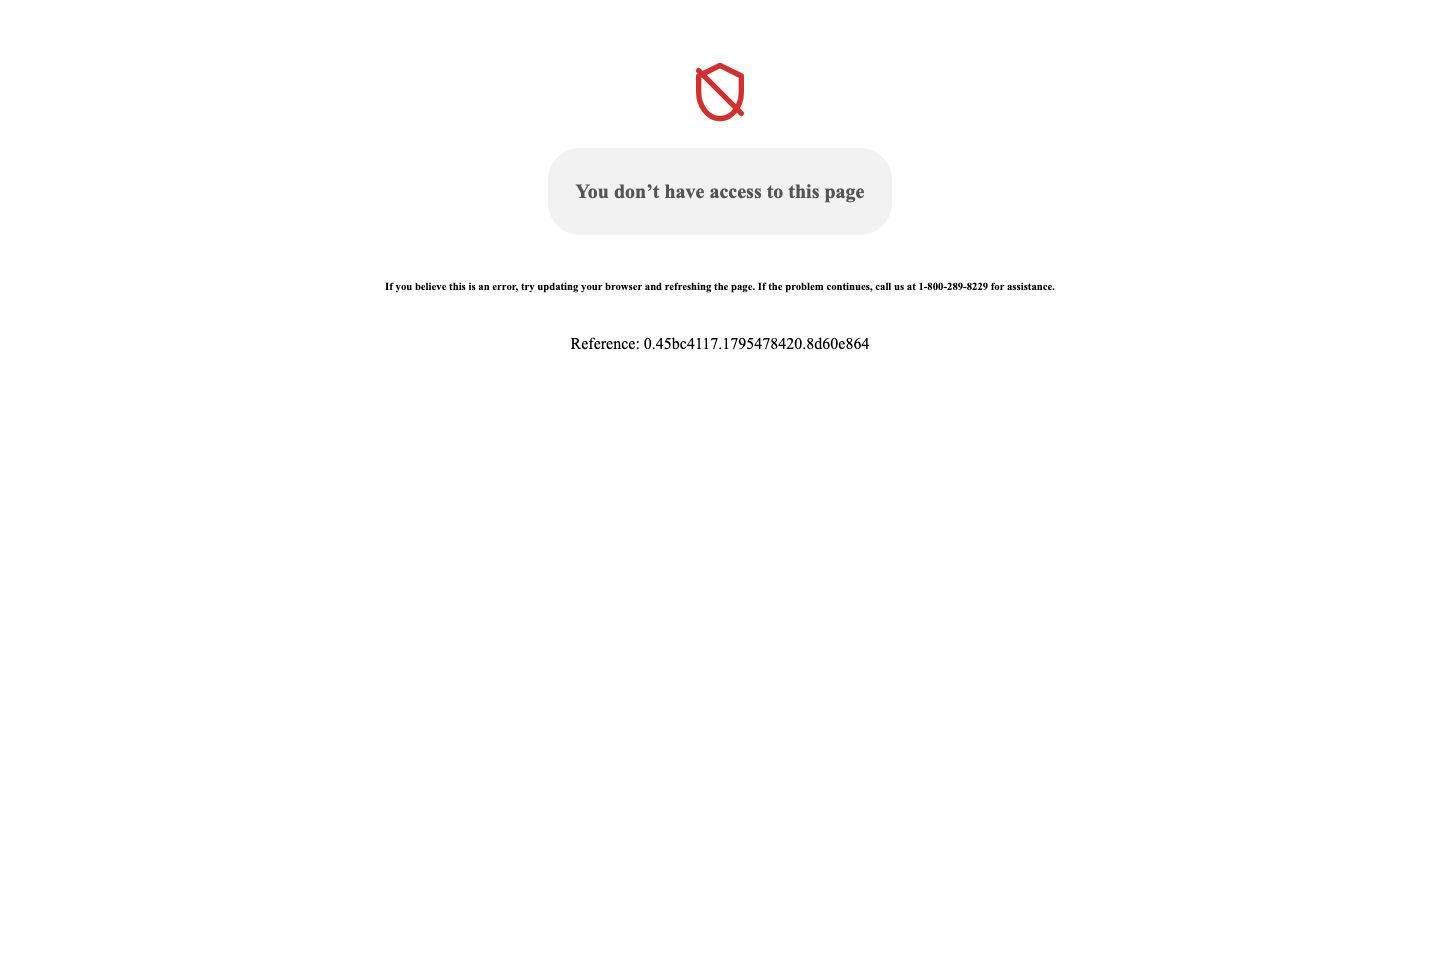 You don’t have access to this page
If you believe this is an error, try updating your browser and refreshing the page. If the problem continues, call us at 1-800-289-8229 for assistance.
Reference: 0.45bc4117.1795478420.8d60e864